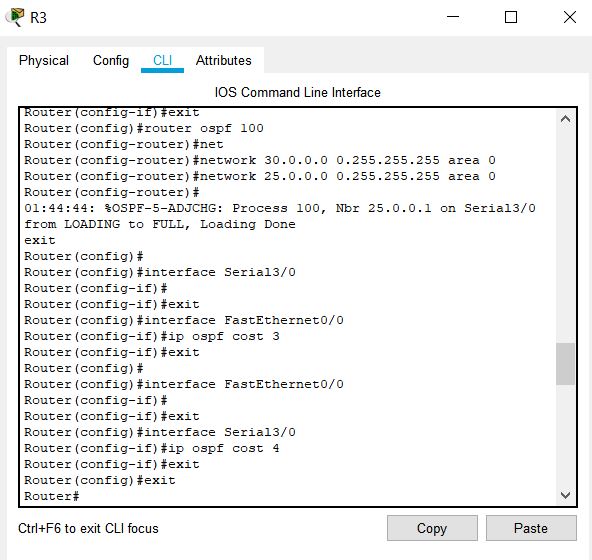 R3
Physical Config CLI Attributes
IOS Command Line Interface
Router(config-if)#exit
Router(config)#router ospf 100
Router(config-router)#net
Router(config-router)#network 30.0.0.0 0.255.255.255 area 0
Router(config-router)#network 25.0.0.0 0.255.255.255 area 0
Router(config-router)#
01:44:44: %OSPF-5-ADJCHG: Process 100, Nbr 25.0.0.1 on Serial3/0
from LOADING to FULL, Loading Done
exit
Router(config)#
Router(config)#interface Serial3/0
Router(config-if)#
Router(config-if)#exit
Router(config)#interface FastEthernet0/0
Router(config-if)#ip ospf cost 3
Router(config-if)#exit
Router(config)#
Router(config)#interface FastEthernet0/0
Router(config-if)#
Router(config-if)#exit
Router(config)#interface Serial3/0
Router(config-if)#ip ospf cost 4
Router(config-if)#exit
Router(config)#exit
Router#
Ctrl+F6 to exit CLI focus
Copy Paste